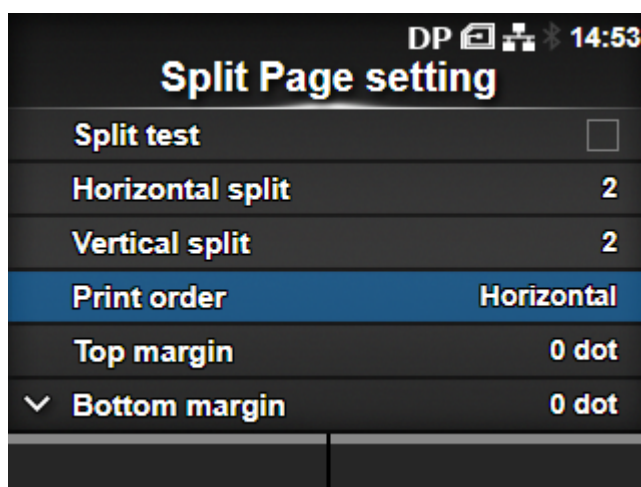 DP 14:53
Split Page setting
Split test
Horizontal split 2
Vertical split 2
Print order Horizontal
Top margin 0 dot
Bottom margin 0 dot